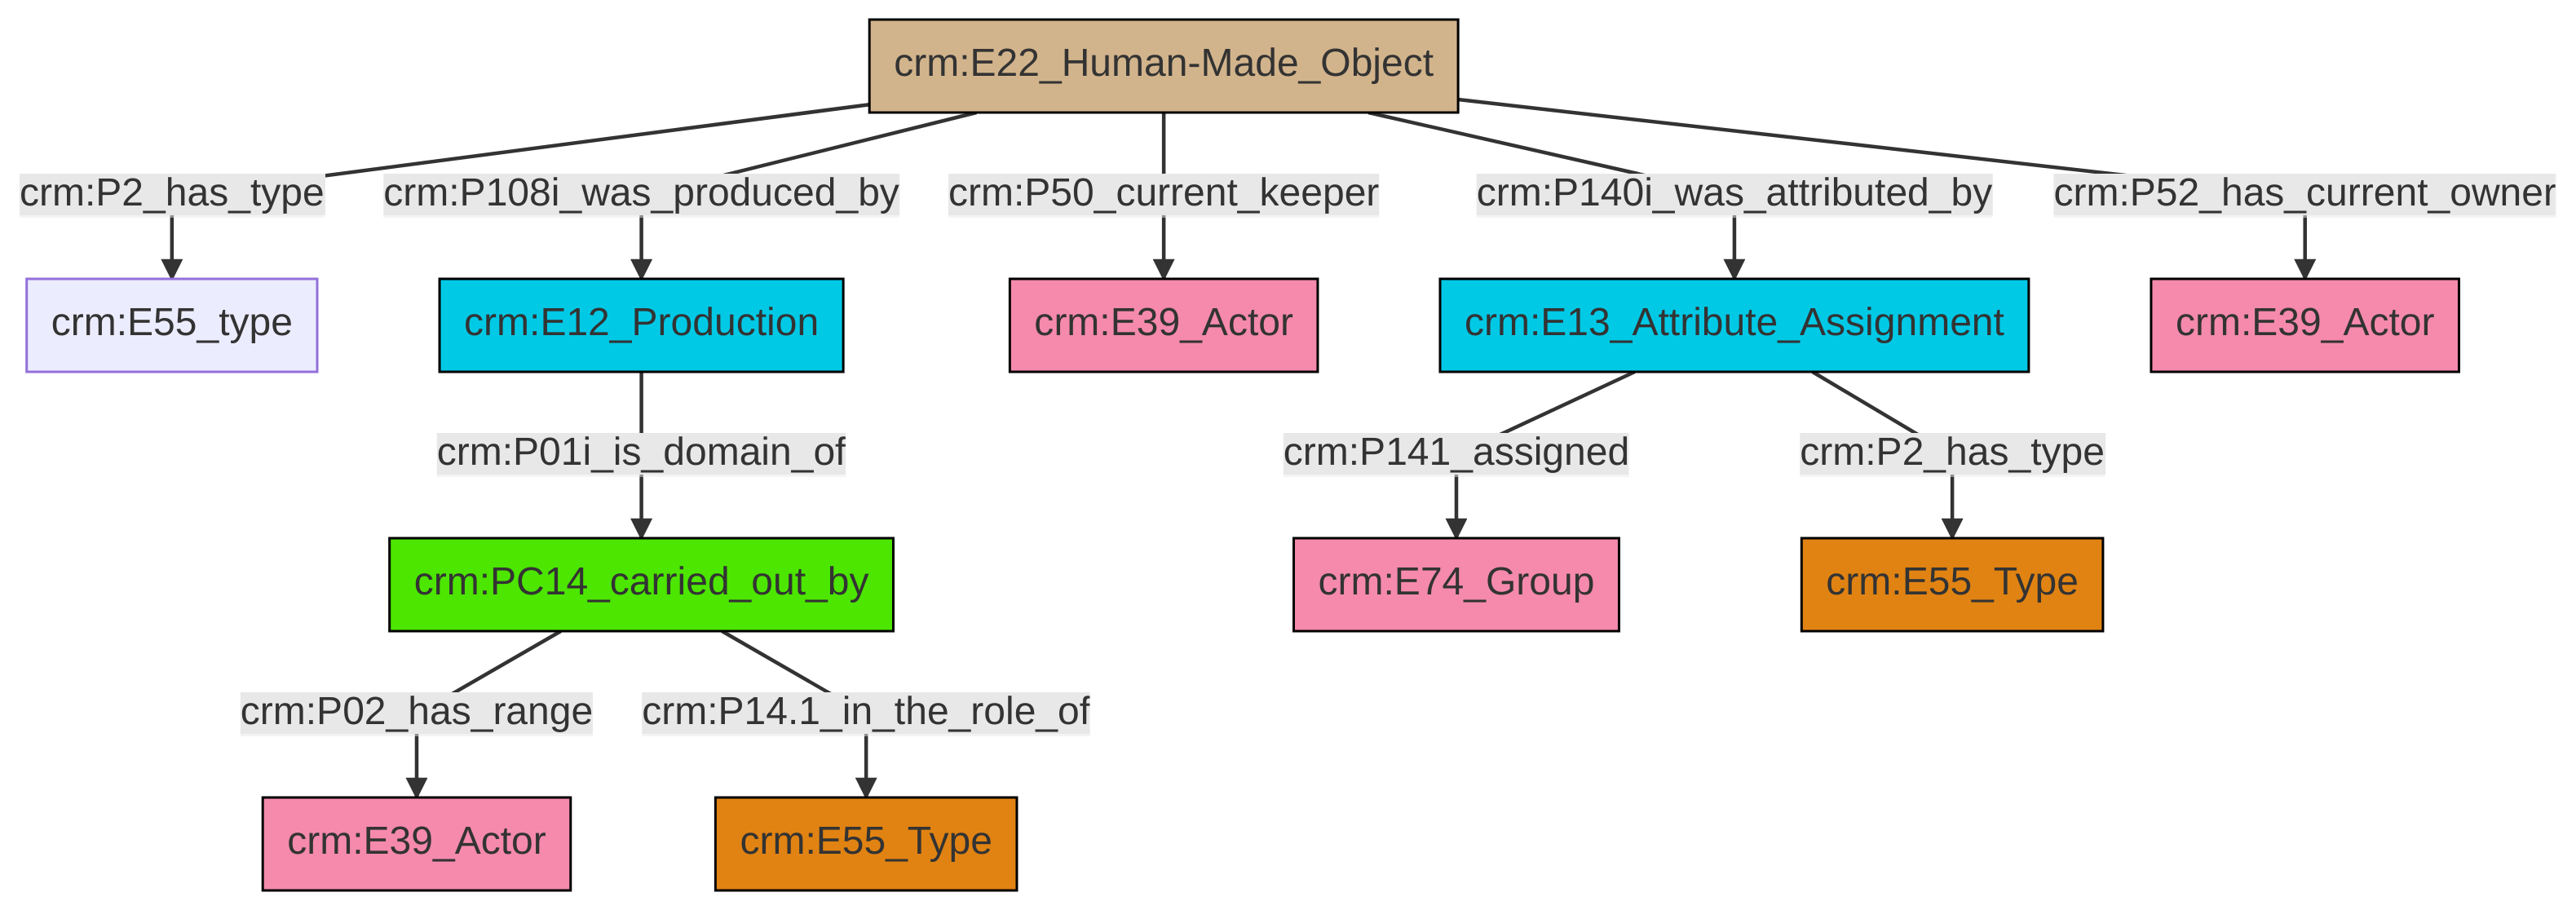 crm:E22_Human-Made_Object
crm:P2_has_type
crm:P108i_was_produced_by
crm:P50_current_keeper
crm:P140i_was_attributed_by
crm:P52_has_current_owner
crm:E55_type
crm:E12_Production
crm:E39_Actor
crm:E13_Attribute_Assignment
crm:E39_Actor
crm:P01i_is_domain_of
crm:P141_assigned
crm:P2_has_type
crm:PC14_carried_out_by
crm:E74_Group
crm:E55_Type
crm:P02_has_range
crm:P14.1_in_the_role_of
crm:E39_Actor
crm:E55_Type